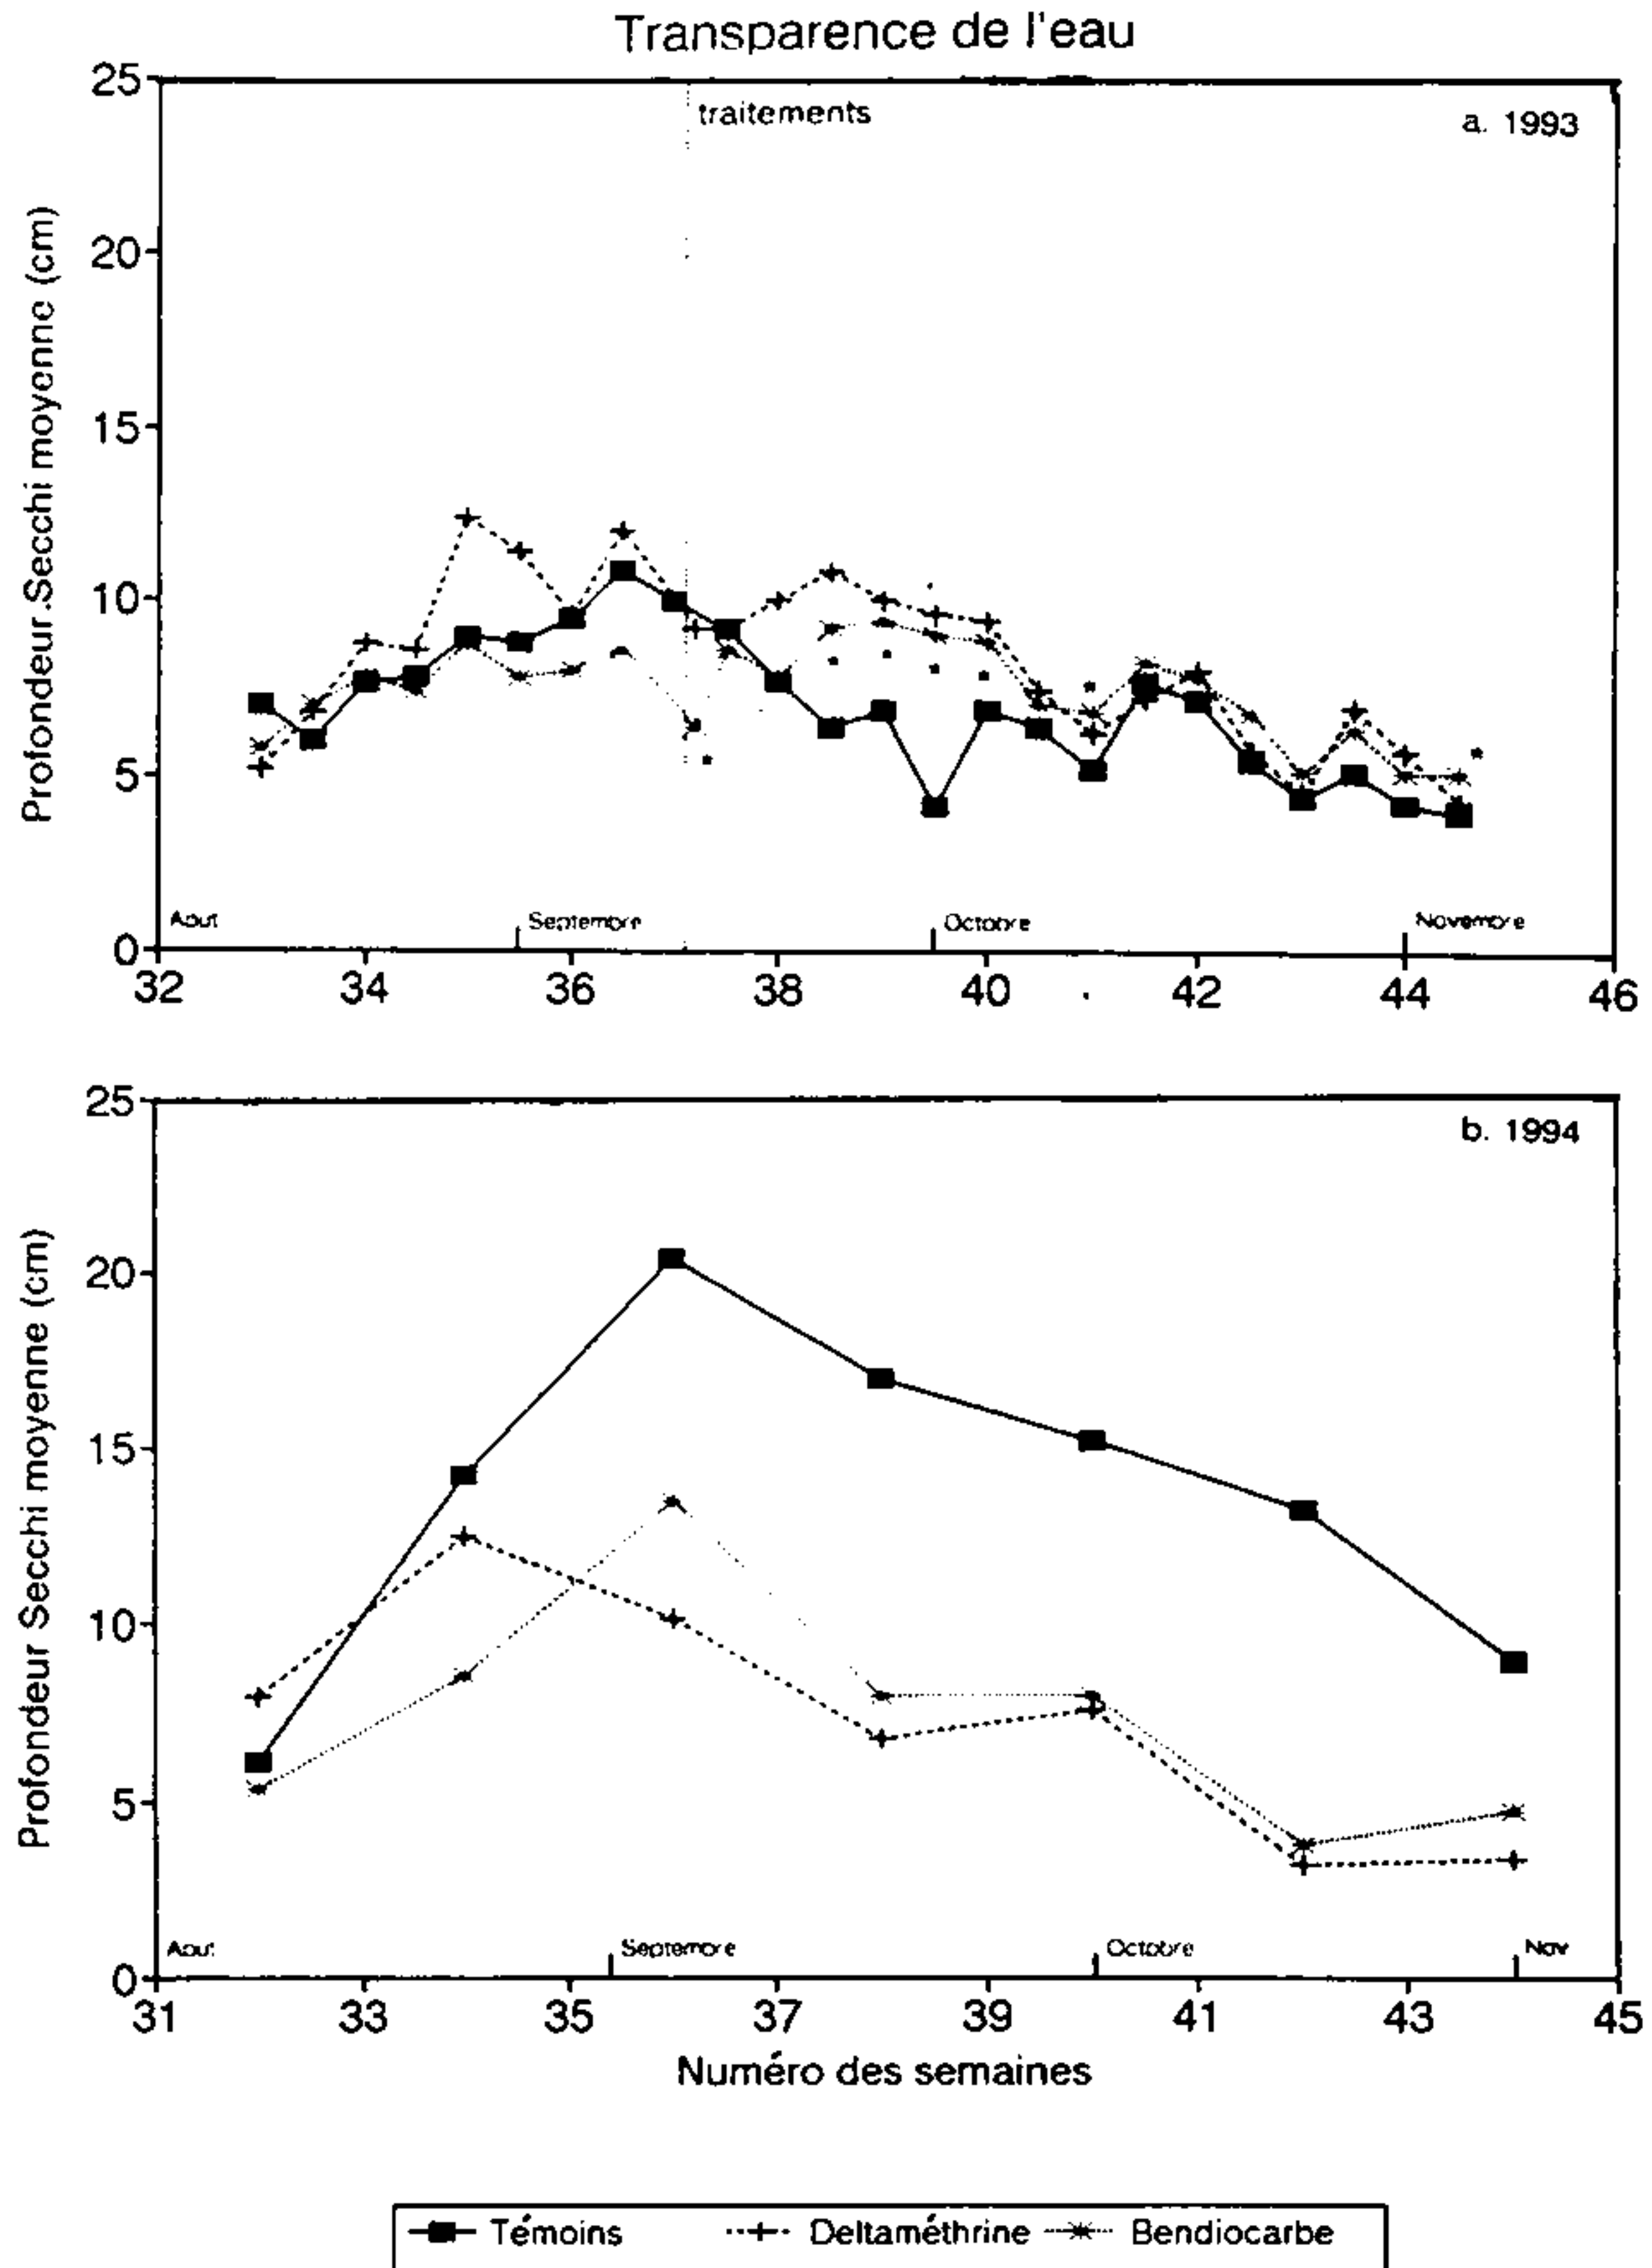 Transparence de l'eau
25
traitements
a. 1993
20
15
10
5
0
Profondeur Secchi moyenne (cm)
Aout
Septembre
Octobre
Novembre
32 34 36 38 40 42 44 46
25
b. 1994
20
15
10
5
0
Profondeur Secchi moyenne (cm)
Aout
Septembre
Octobre
Nov
31 33 35 37 39 41 43 45
Numéro des semaines
Témoins Deltaméthrine Bendiocarbe